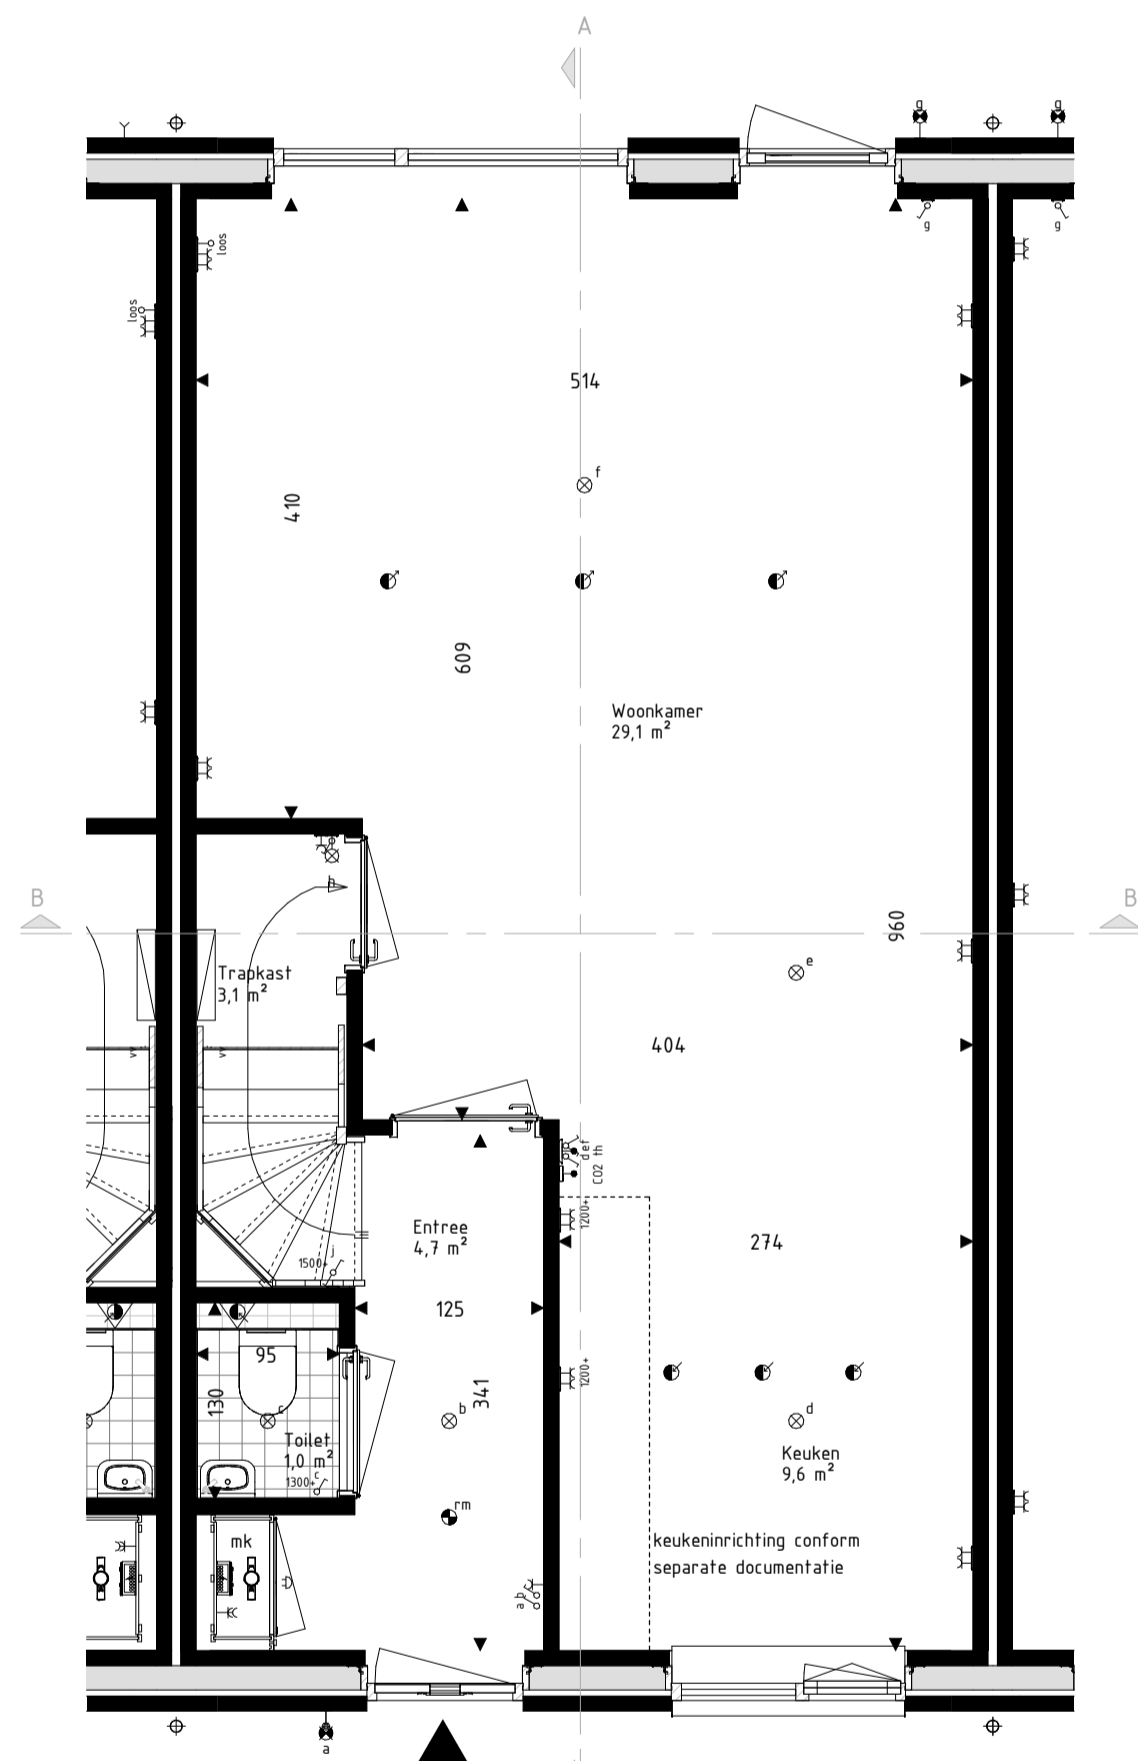 A
g
g
g
g
loos
loos
514
f
410
609
Woonkamer
29,1 m²
h
B
B
960
Trapkast
3,1 m²
e
vv
vv
404
def
CO2 th
1200+
Entree
4,7 m²
274
j
1500+
125
95
1200+
130
341
c
b
d
Toilet
1,0 m²
Keuken
9,6 m²
1300+
c
rm
mk
keukeninrichting conform
separate documentatie
a b c
a